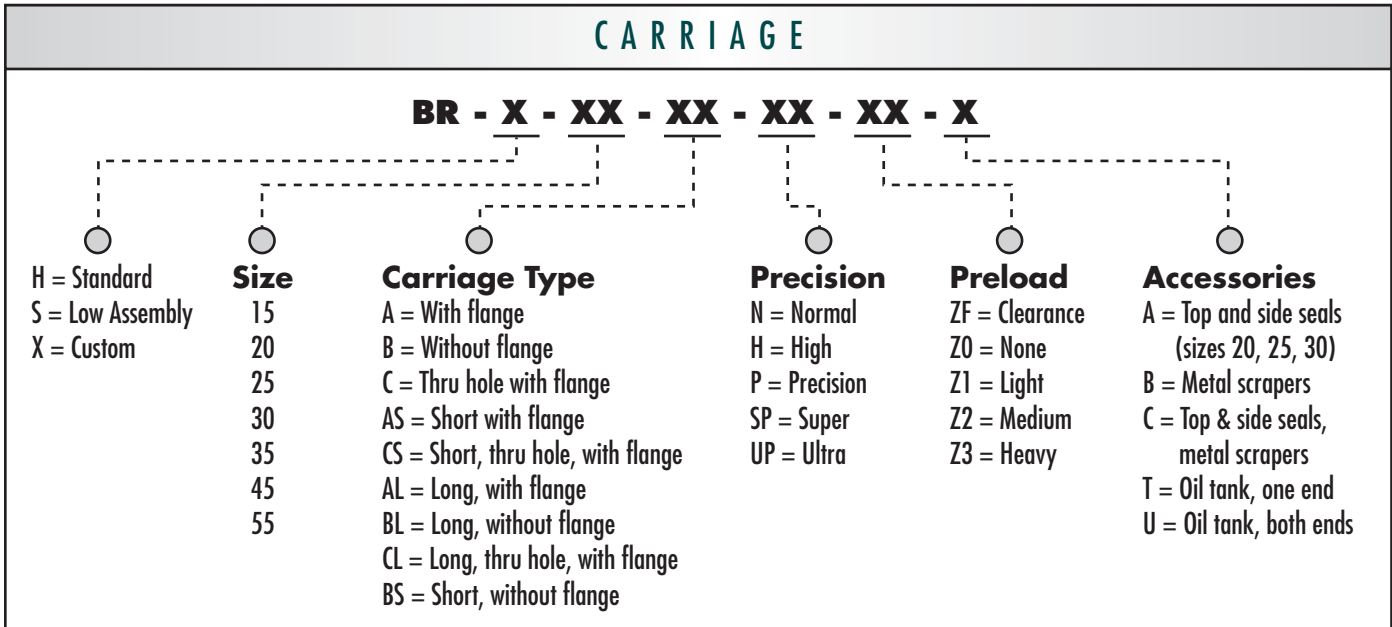 CARRIAGE
BR - X - XX - XX - XX - XX - X
H = Standard
S = Low Assembly
X = Custom
Size
15
20
25
30
35
45
55
Carriage Type
A = With flange
B = Without flange
C = Thru hole with flange
AS = Short with flange
CS = Short, thru hole, with flange
AL = Long, with flange
BL = Long, without flange
CL = Long, thru hole, with flange
BS = Short, without flange
Precision
N = Normal
H = High
P = Precision
SP = Super
UP = Ultra
Preload
ZF = Clearance
Z0 = None
Z1 = Light
Z2 = Medium
Z3 = Heavy
Accessories
A = Top and side seals
(sizes 20, 25, 30)
B = Metal scrapers
C = Top & side seals,
metal scrapers
T = Oil tank, one end
U = Oil tank, both ends